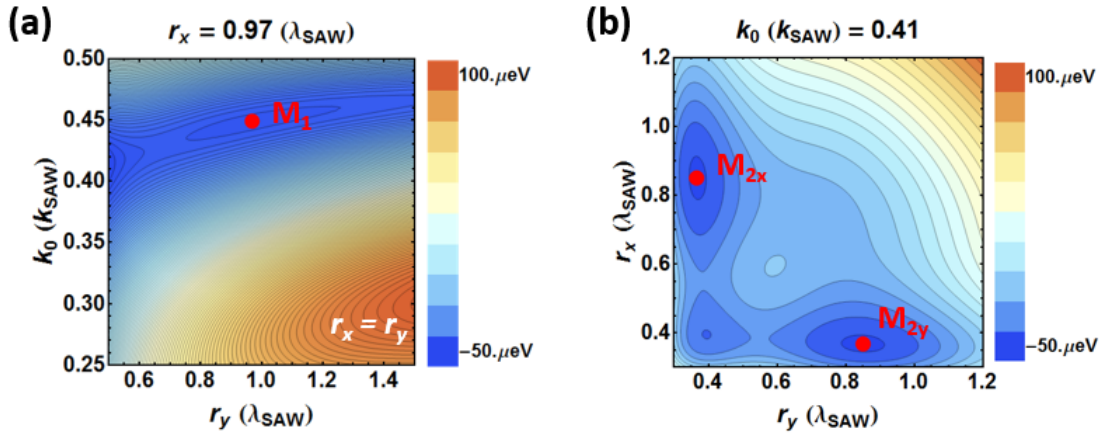 (a)
r_x = 0.97 (λ_SAW)
k_0 (k_SAW)
0.50
0.45
0.40
0.35
0.30
0.25
M_1
r_x = r_y
0.6 0.8 1.0 1.2 1.4
r_y (λ_SAW)
100. µeV
−50. µeV
(b)
k_0 (k_SAW) = 0.41
r_x (λ_SAW)
1.2
1.0
0.8
0.6
0.4
M_2x
M_2y
0.4 0.6 0.8 1.0 1.2
r_y (λ_SAW)
100. µeV
−50. µeV